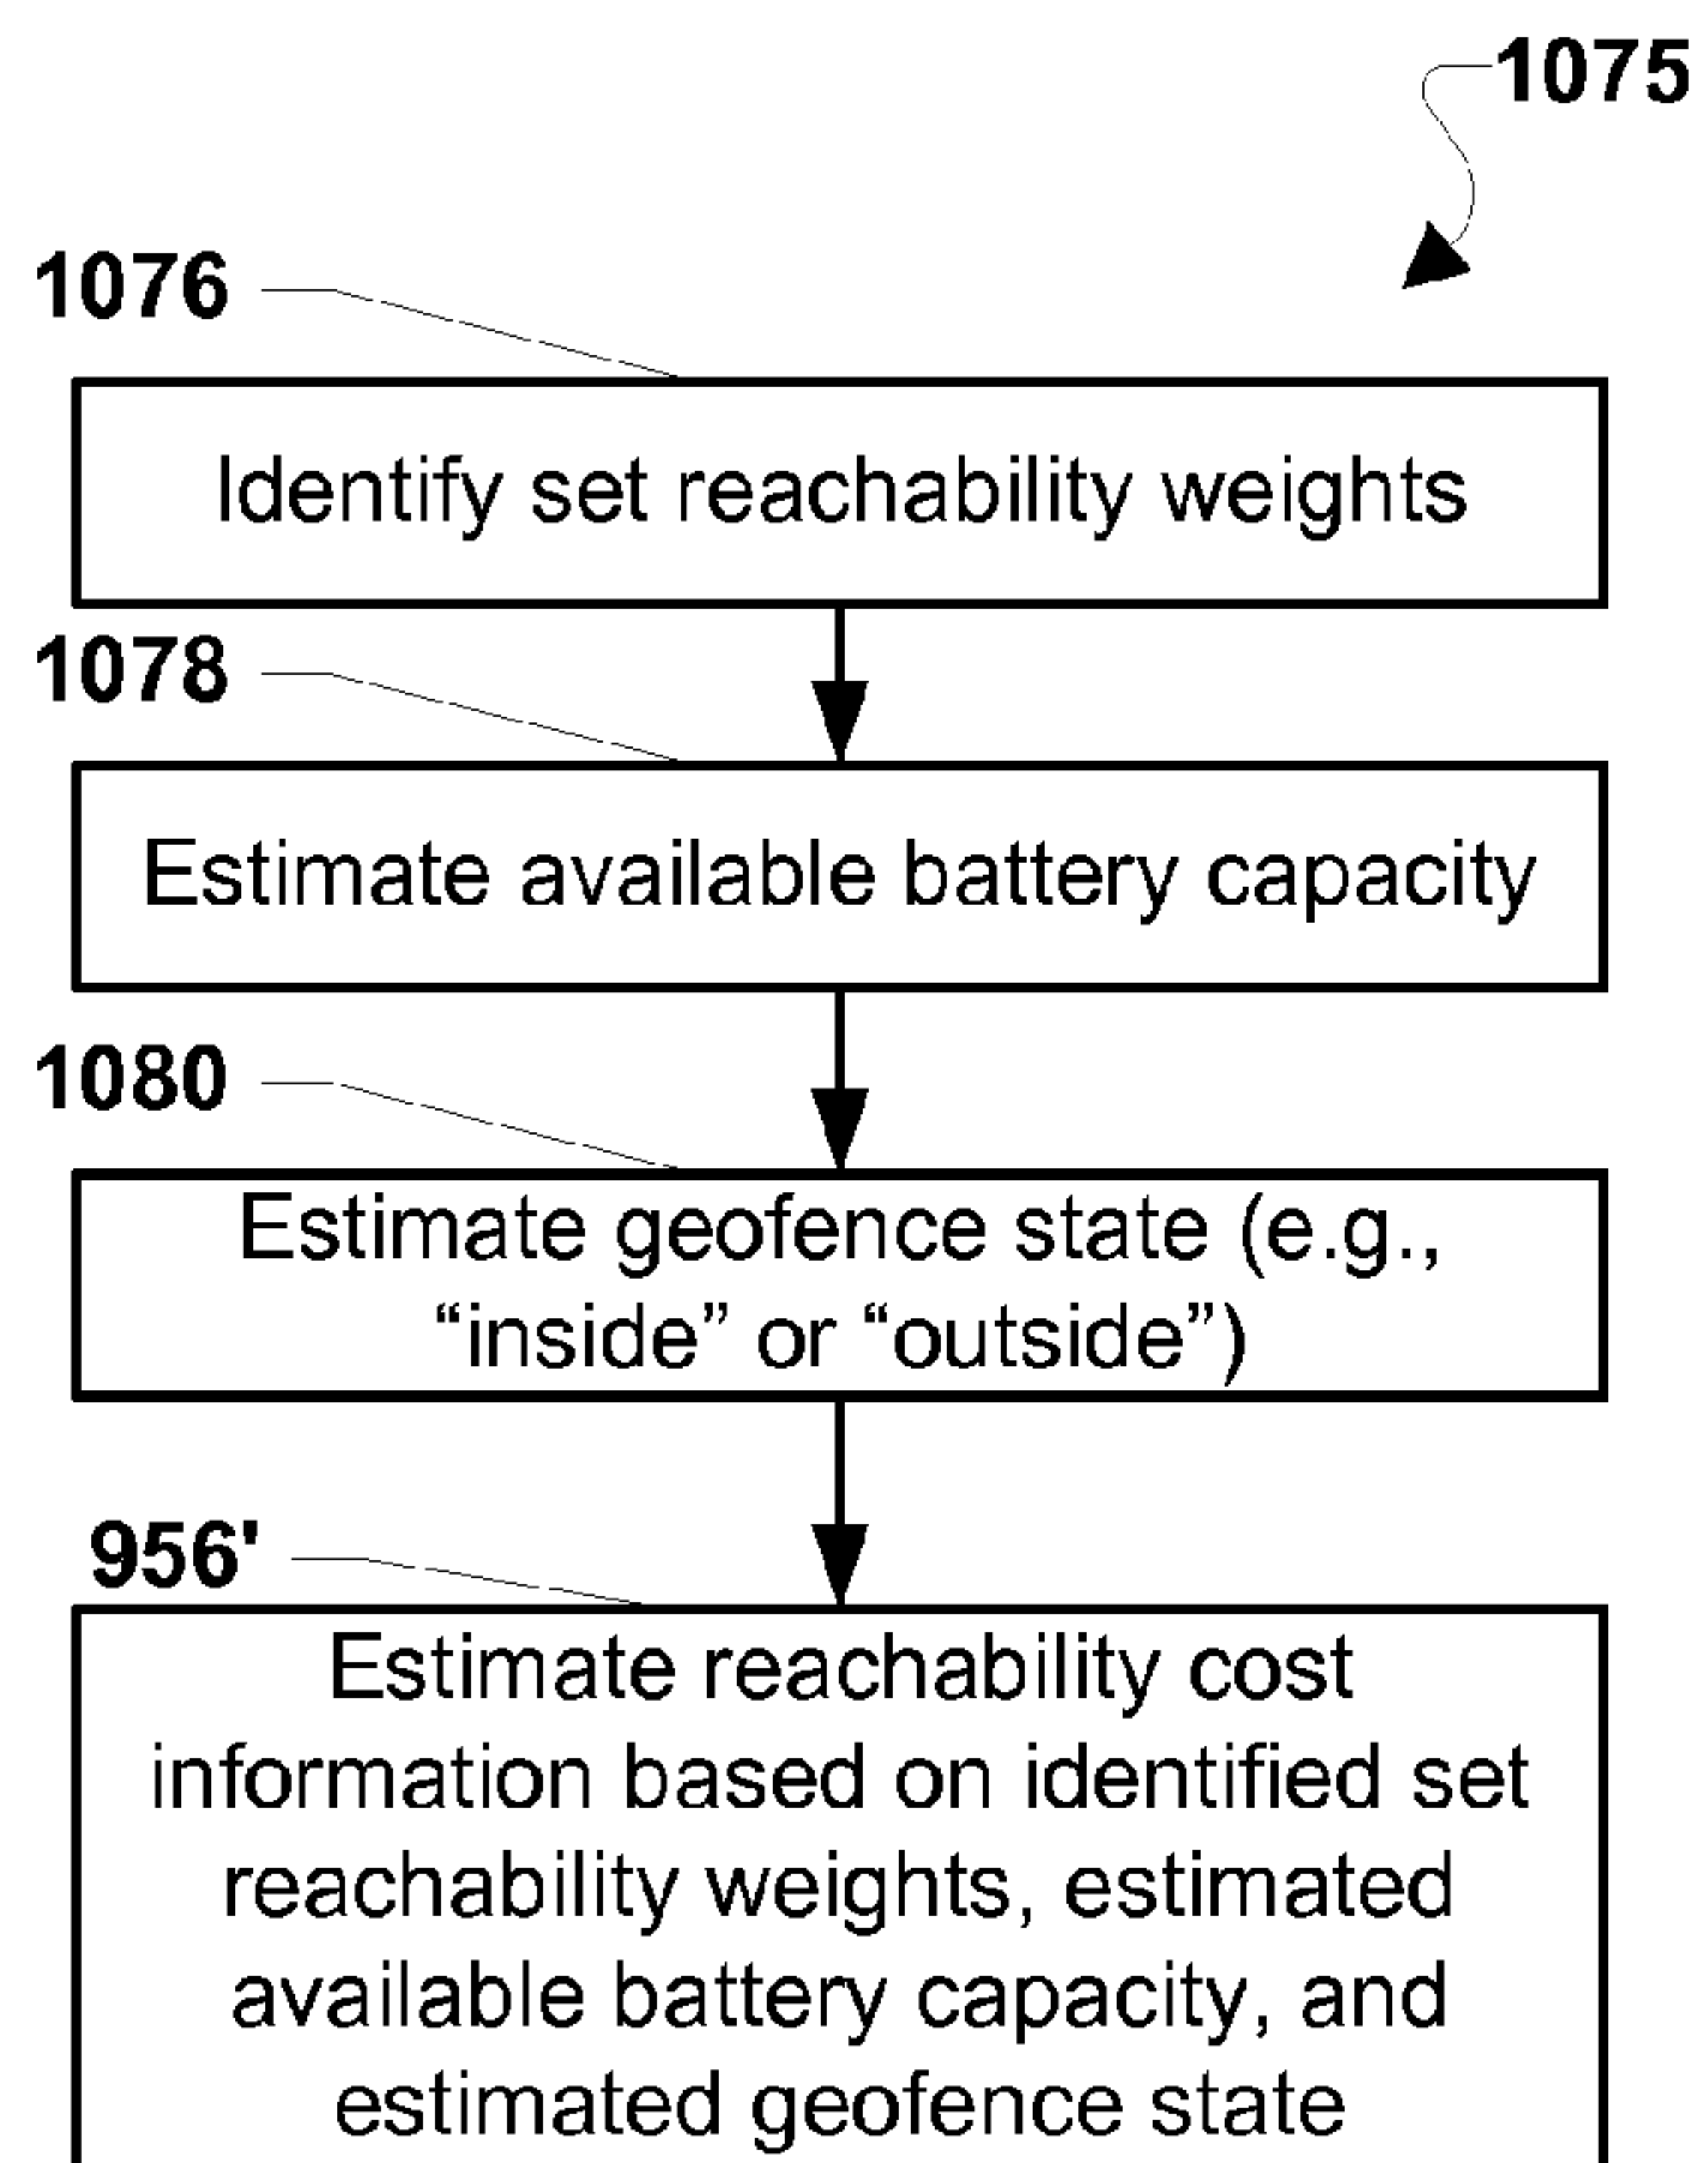 1075
1076
Identify set reachability weights
1078
Estimate available battery capacity
1080
Estimate geofence state (e.g.,
“inside” or “outside”)
956'
Estimate reachability cost
information based on identified set
reachability weights, estimated
available battery capacity, and
estimated geofence state